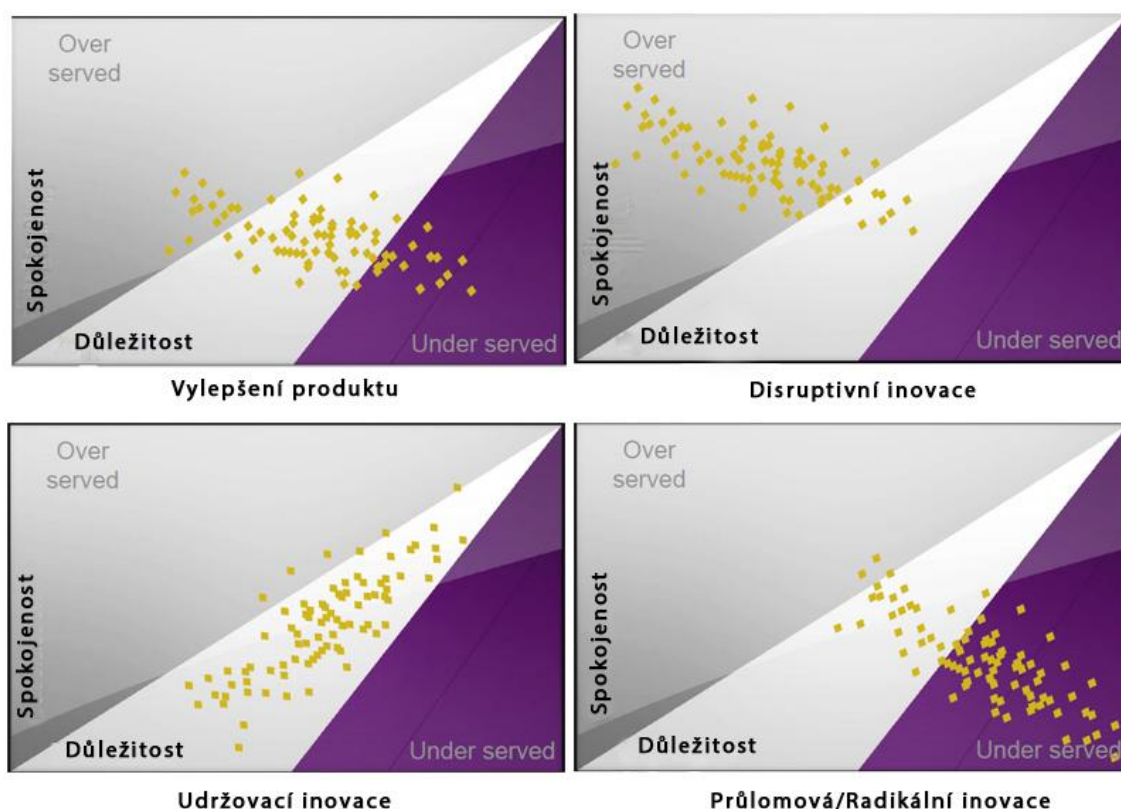 Over
served
Spokojenost
Důležitost
Under served
Vylepšení produktu
Over
served
Spokojenost
Důležitost
Under served
Disruptivní inovace
Over
served
Spokojenost
Důležitost
Under served
Udržovací inovace
Over
served
Spokojenost
Důležitost
Under served
Průlomová/Radikální inovace